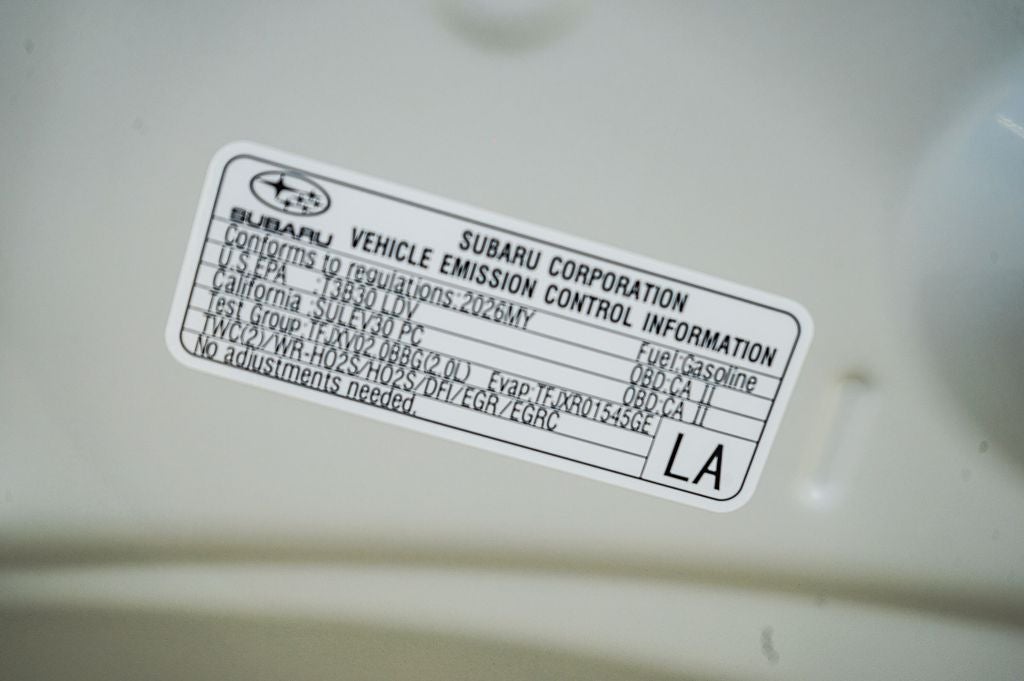 SUBARU
SUBARU CORPORATION
VEHICLE EMISSION CONTROL INFORMATION
Conforms to regulations:2026MY Fuel:Gasoline
U.S.EPA :T3B30 LDV OBD:CA II
California :SULEV30 PC OBD:CA II
Test Group:TFJXV02.0BBG(2.0L) Evap:TFJXR01545GE
TWC(2)/WR-HO2S/HO2S/DFI/EGR/EGRC
No adjustments needed.
LA